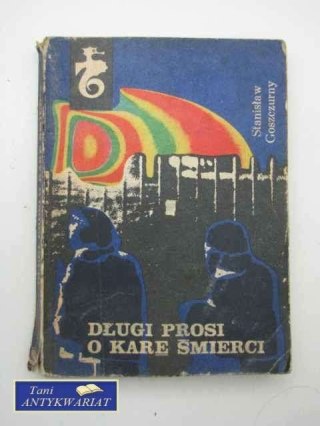 Stanisław
Goszczurny
DŁUGI PROSI
O KARĘ ŚMIERCI
Tani
ANTYKWARIAT